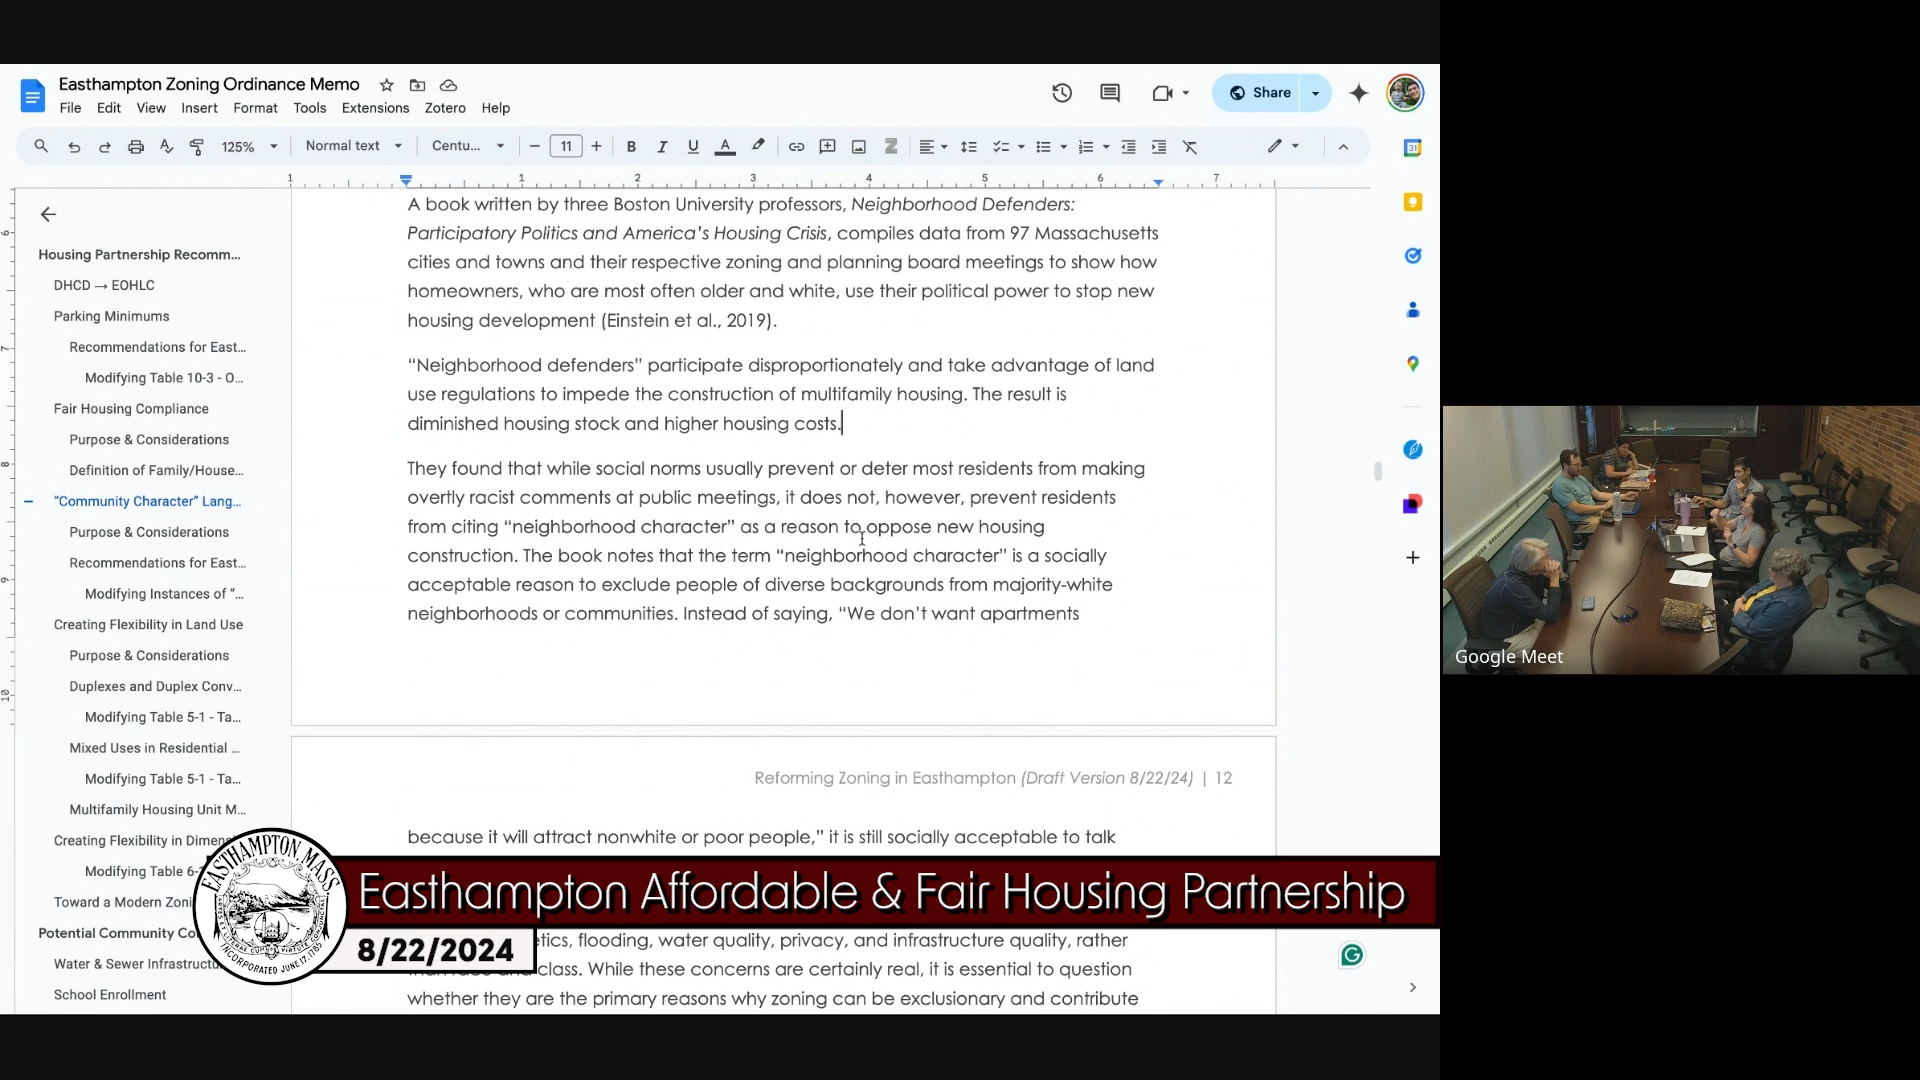 Easthampton Zoning Ordinance Memo
File Edit View Insert Format Tools Extensions Zotero Help
Share
125% Normal text Centu... 11 B I U A
1 1 2 3 4 5 6 7
Housing Partnership Recomm...
DHCD → EOHLC
Parking Minimums
Recommendations for East...
Modifying Table 10-3 - O...
Fair Housing Compliance
Purpose & Considerations
Definition of Family/House...
“Community Character” Lang...
Purpose & Considerations
Recommendations for East...
Modifying Instances of “...
Creating Flexibility in Land Use
Purpose & Considerations
Duplexes and Duplex Conv...
Modifying Table 5-1 - Ta...
Mixed Uses in Residential ...
Modifying Table 5-1 - Ta...
Multifamily Housing Unit M...
Creating Flexibility in Dimen
Modifying Table 6-
Toward a Modern Zoni
Potential Community Co
Water & Sewer Infrastructu
School Enrollment
A book written by three Boston University professors, Neighborhood Defenders:
Participatory Politics and America’s Housing Crisis, compiles data from 97 Massachusetts
cities and towns and their respective zoning and planning board meetings to show how
homeowners, who are most often older and white, use their political power to stop new
housing development (Einstein et al., 2019).
“Neighborhood defenders” participate disproportionately and take advantage of land
use regulations to impede the construction of multifamily housing. The result is
diminished housing stock and higher housing costs.
They found that while social norms usually prevent or deter most residents from making
overtly racist comments at public meetings, it does not, however, prevent residents
from citing “neighborhood character” as a reason to oppose new housing
construction. The book notes that the term “neighborhood character” is a socially
acceptable reason to exclude people of diverse backgrounds from majority-white
neighborhoods or communities. Instead of saying, “We don’t want apartments
Reforming Zoning in Easthampton (Draft Version 8/22/24) | 12
because it will attract nonwhite or poor people,” it is still socially acceptable to talk
etics, flooding, water quality, privacy, and infrastructure quality, rather
class. While these concerns are certainly real, it is essential to question
whether they are the primary reasons why zoning can be exclusionary and contribute
EASTHAMPTON MASS
INCORPORATED JUNE 17, 1785
Easthampton Affordable & Fair Housing Partnership
8/22/2024
31
Google Meet